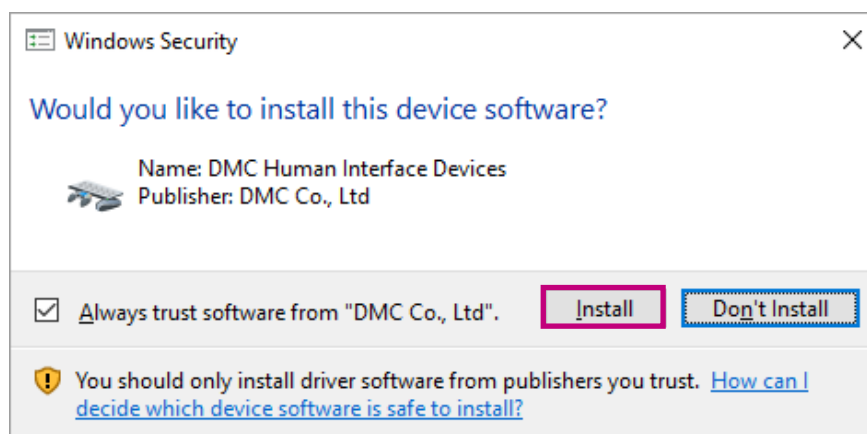 Windows Security
Would you like to install this device software?
Name: DMC Human Interface Devices
Publisher: DMC Co., Ltd
Always trust software from "DMC Co., Ltd".
Install
Don't Install
You should only install driver software from publishers you trust. How can I
decide which device software is safe to install?